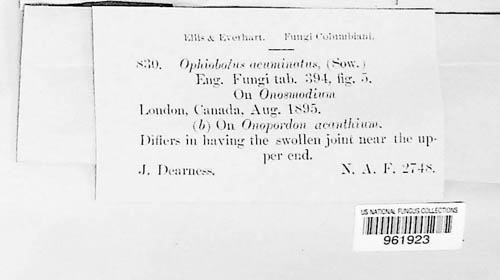 Ellis & Everhart. Fungi Columbiani.
839. Ophiobolus acuminatus, (Sow.)
Eng. Fungi tab. 394, fig. 5.
On Onosmodium
London, Canada, Aug. 1895.
(b) On Onopordon acanthium.
Differs in having the swollen joint near the up-
per end.
J. Dearness. N. A. F. 2748.
US NATIONAL FUNGUS COLLECTIONS
961923